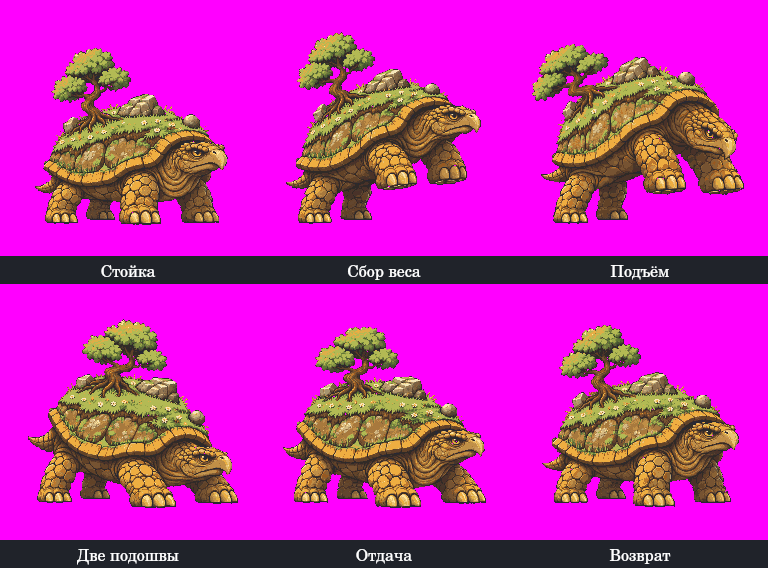 Стойка
Сбор веса
Подъём
Две подошвы
Отдача
Возврат